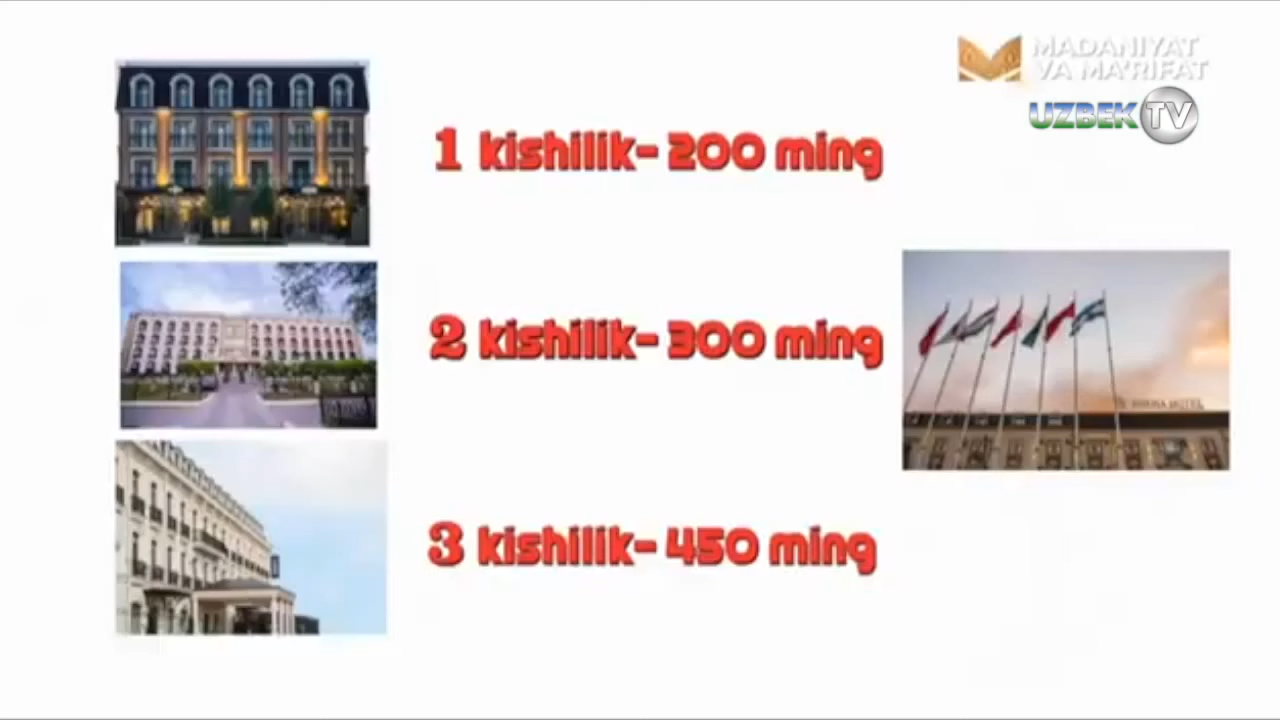 MADANIYAT
VA MA'RIFAT
UZBEK TV
1 kishilik- 200 ming
2 kishilik- 300 ming
3 kishilik- 450 ming